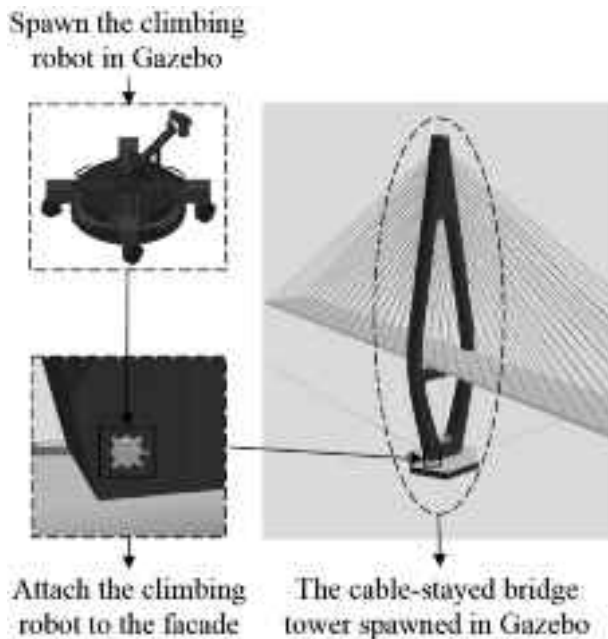 Spawn the climbing
robot in Gazebo
Attach the climbing
robot to the facade
The cable-stayed bridge
tower spawned in Gazebo